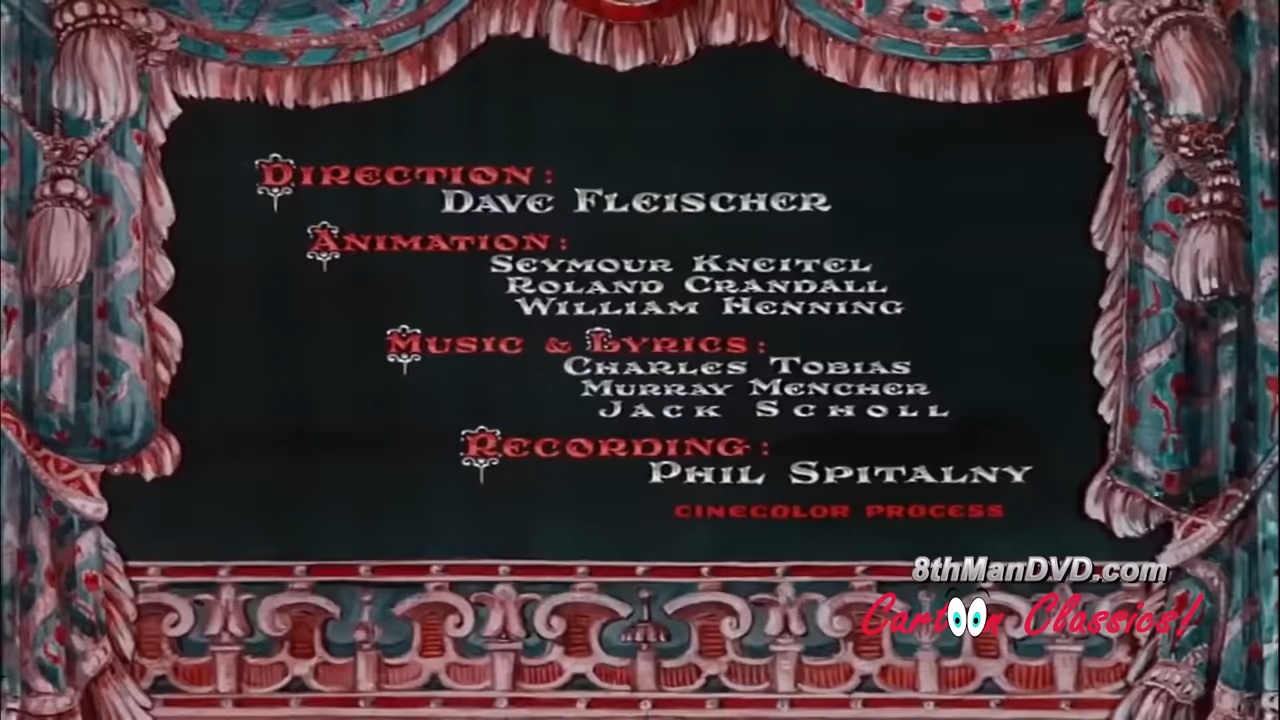 Direction:
Dave Fleischer
Animation:
Seymour Kneitel
Roland Crandall
William Henning
Music & Lyrics:
Charles Tobias
Murray Mencher
Jack Scholl
Recording:
Phil Spitalny
CINECOLOR PROCESS
8thManDVD.com
Cartoon Classics!